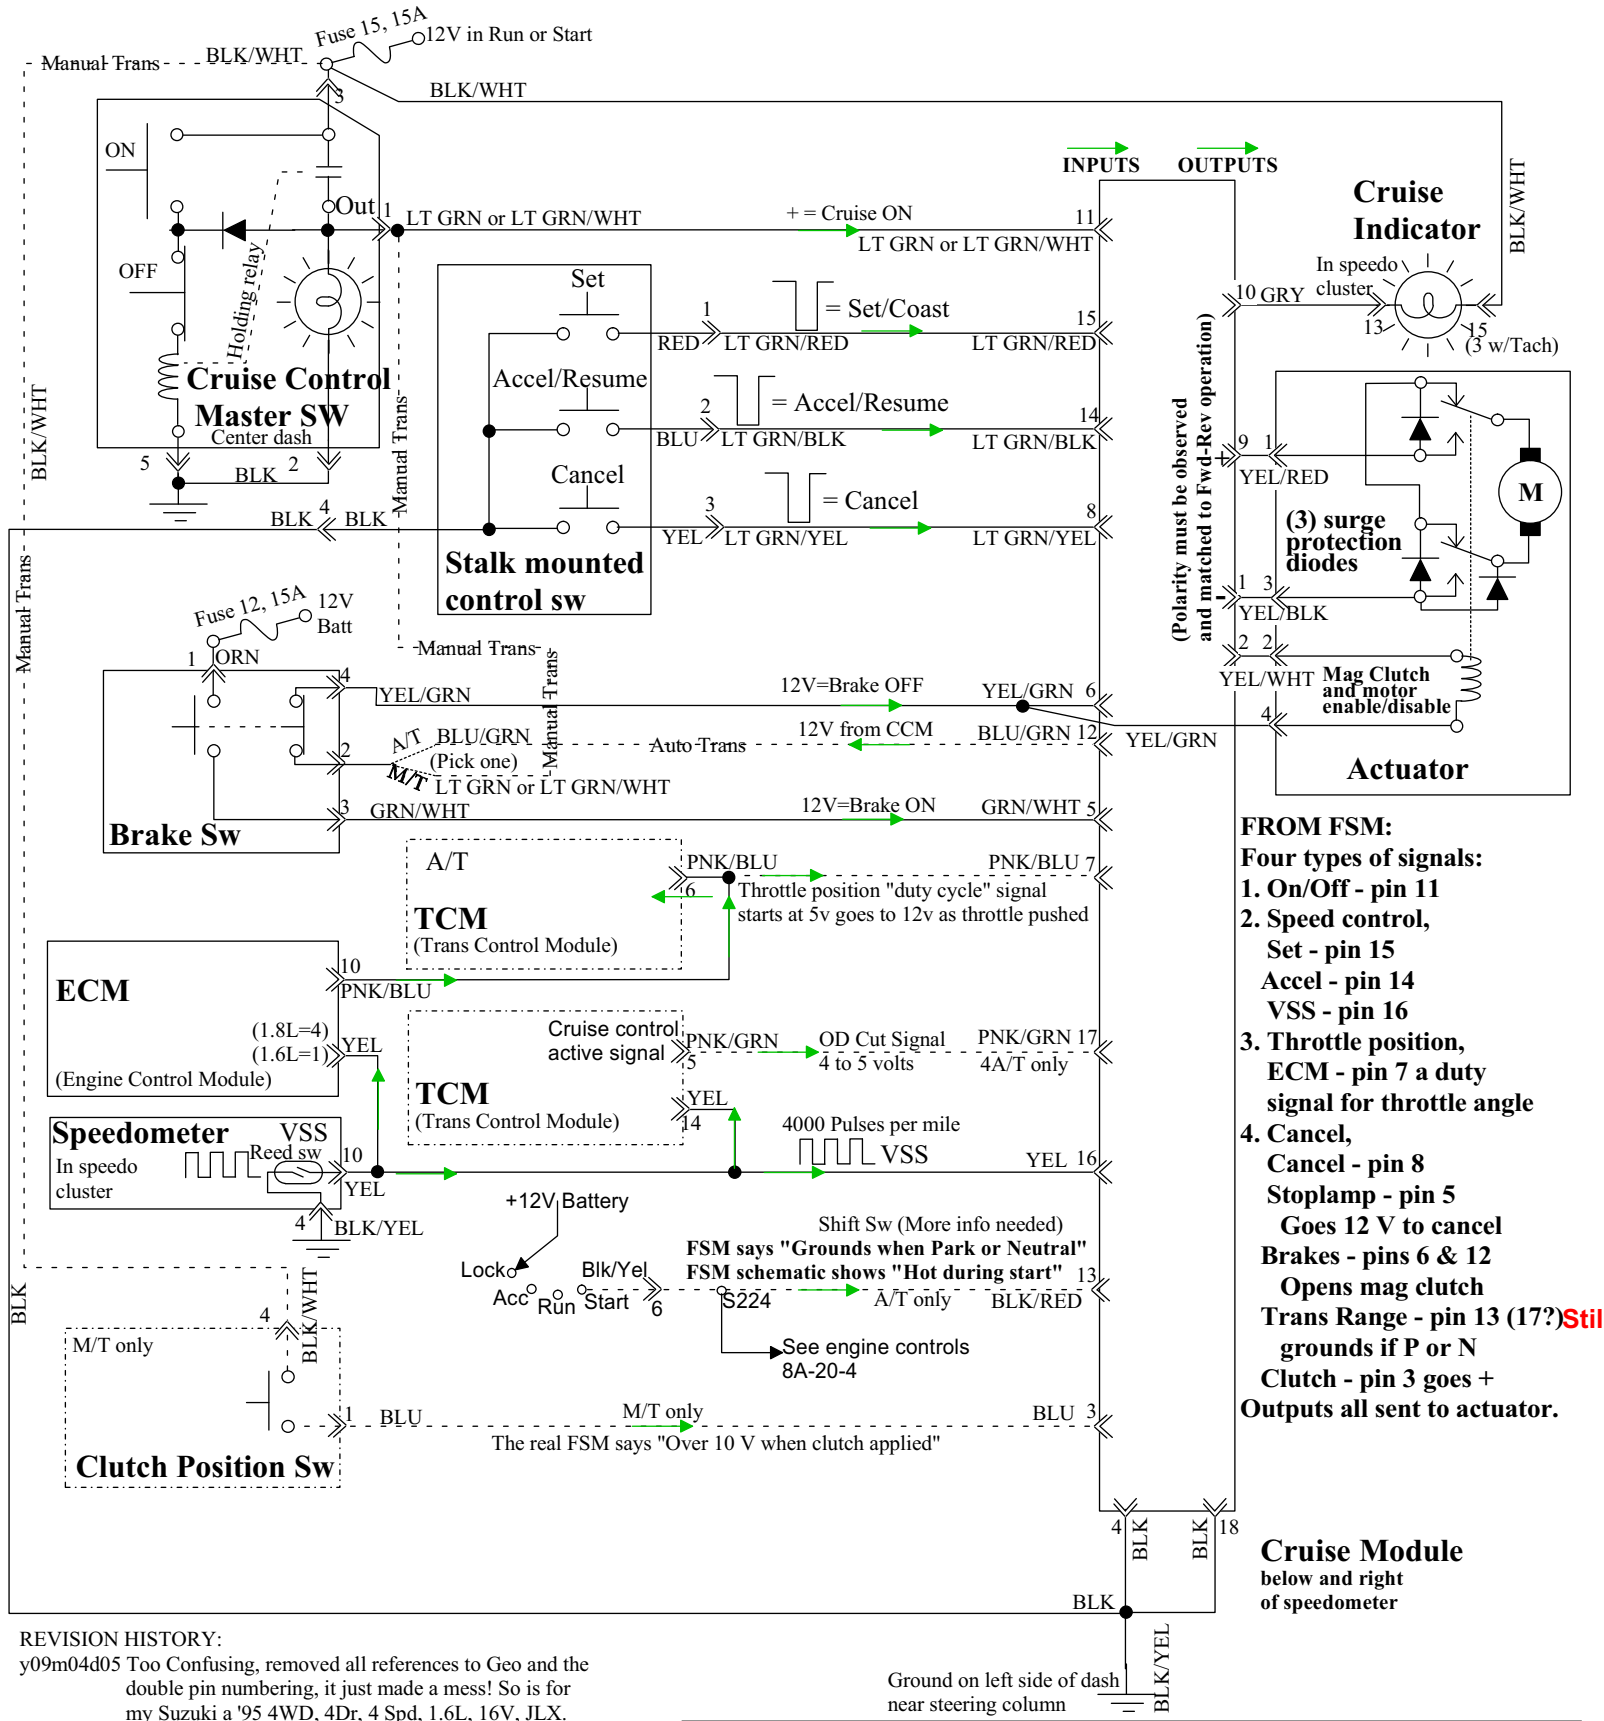 Fuse 15, 15A
12V in Run or Start
Manual Trans
BLK/WHT
BLK/WHT
3
ON
OFF
Holding relay
Out
1
Cruise Control
Master SW
Center dash
5
BLK
2
LT GRN or LT GRN/WHT
+ = Cruise ON
LT GRN or LT GRN/WHT
11
INPUTS
OUTPUTS
Cruise
Indicator
In speedo
cluster
10 GRY
13
15
(3 w/Tach)
BLK/WHT
Set
1
RED
LT GRN/RED
= Set/Coast
15
LT GRN/RED
Accel/Resume
2
BLU
LT GRN/BLK
= Accel/Resume
14
LT GRN/BLK
Cancel
3
YEL
LT GRN/YEL
= Cancel
8
LT GRN/YEL
BLK
4
BLK
Stalk mounted
control sw
BLK/WHT
Manual Trans
Manual Trans
(Polarity must be observed
and matched to Fwd-Rev operation)
+
9
1
YEL/RED
M
(3) surge
protection
diodes
-
1
3
YEL/BLK
2
2
YEL/WHT
Mag Clutch
and motor
enable/disable
4
YEL/GRN
Actuator
Fuse 12, 15A
12V
Batt
1
ORN
4
YEL/GRN
Manual Trans
Manual Trans
12V=Brake OFF
YEL/GRN 6
2
A/T
M/T
BLU/GRN
(Pick one)
LT GRN or LT GRN/WHT
Auto Trans
12V from CCM
BLU/GRN 12
3
GRN/WHT
12V=Brake ON
GRN/WHT 5
Brake Sw
A/T
TCM
(Trans Control Module)
PNK/BLU
6
PNK/BLU 7
Throttle position "duty cycle" signal
starts at 5v goes to 12v as throttle pushed
ECM
10
PNK/BLU
(1.8L=4)
(1.6L=1)
YEL
(Engine Control Module)
Cruise control
active signal
PNK/GRN
5
OD Cut Signal
4 to 5 volts
PNK/GRN 17
4A/T only
TCM
(Trans Control Module)
YEL
14
Speedometer
In speedo
cluster
VSS
Reed sw
10
YEL
4
BLK/YEL
4000 Pulses per mile
VSS
YEL 16
+12V Battery
Lock
Acc
Run
Start
Blk/Yel
6
S224
Shift Sw (More info needed)
FSM says "Grounds when Park or Neutral"
FSM schematic shows "Hot during start"
13
A/T only
BLK/RED
See engine controls
8A-20-4
BLK
4
BLK/WHT
M/T only
1
BLU
M/T only
BLU 3
The real FSM says "Over 10 V when clutch applied"
Clutch Position Sw
FROM FSM:
Four types of signals:
1. On/Off - pin 11
2. Speed control,
Set - pin 15
Accel - pin 14
VSS - pin 16
3. Throttle position,
ECM - pin 7 a duty
signal for throttle angle
4. Cancel,
Cancel - pin 8
Stoplamp - pin 5
Goes 12 V to cancel
Brakes - pins 6 & 12
Opens mag clutch
Trans Range - pin 13 (17?)Stil
grounds if P or N
Clutch - pin 3 goes +
Outputs all sent to actuator.
4
BLK
BLK
18
Cruise Module
below and right
of speedometer
BLK
BLK/YEL
Ground on left side of dash
near steering column
REVISION HISTORY:
y09m04d05 Too Confusing, removed all references to Geo and the
double pin numbering, it just made a mess! So is for
my Suzuki a '95 4WD, 4Dr, 4 Spd, 1.6L, 16V, JLX.